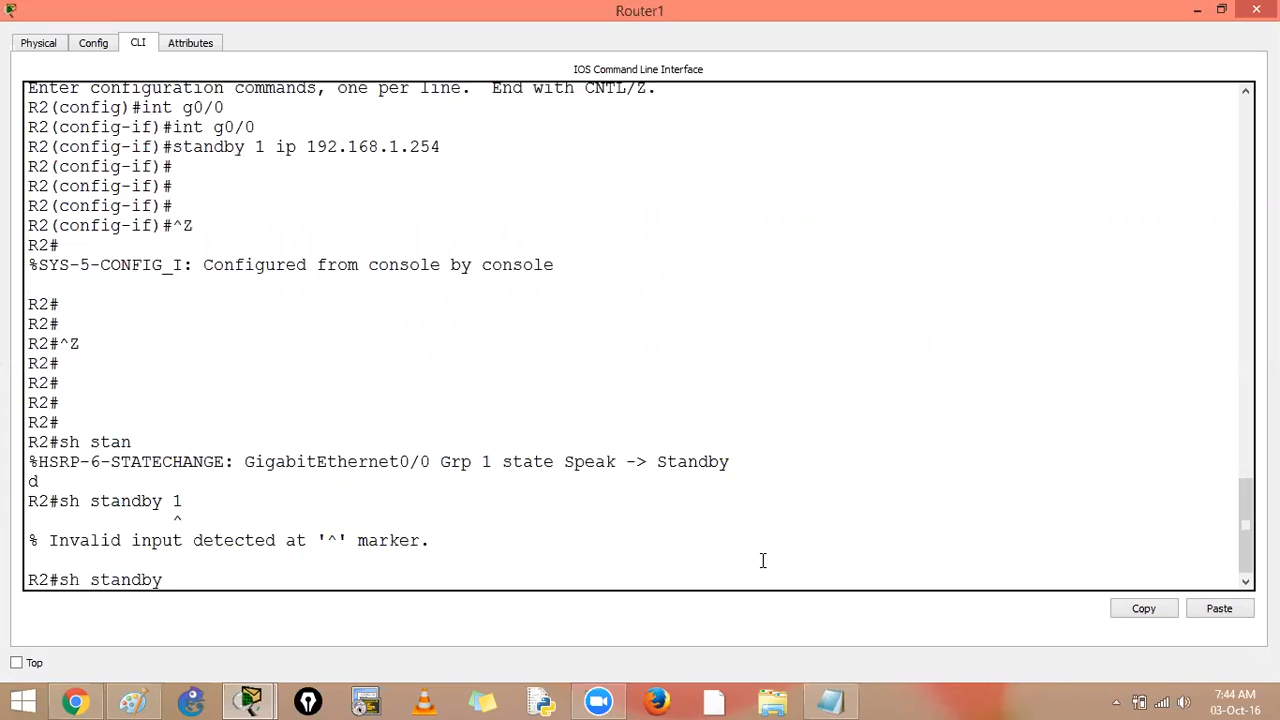 Router1
Physical Config CLI Attributes
IOS Command Line Interface
Enter configuration commands, one per line.  End with CNTL/Z.
R2(config)#int g0/0
R2(config-if)#int g0/0
R2(config-if)#standby 1 ip 192.168.1.254
R2(config-if)#
R2(config-if)#
R2(config-if)#
R2(config-if)#^Z
R2#
%SYS-5-CONFIG_I: Configured from console by console
R2#
R2#
R2#^Z
R2#
R2#
R2#
R2#
R2#sh stan
%HSRP-6-STATECHANGE: GigabitEthernet0/0 Grp 1 state Speak -> Standby
d
R2#sh standby 1
^
% Invalid input detected at '^' marker.
R2#sh standby
Copy Paste
Top
7:44 AM
03-Oct-16